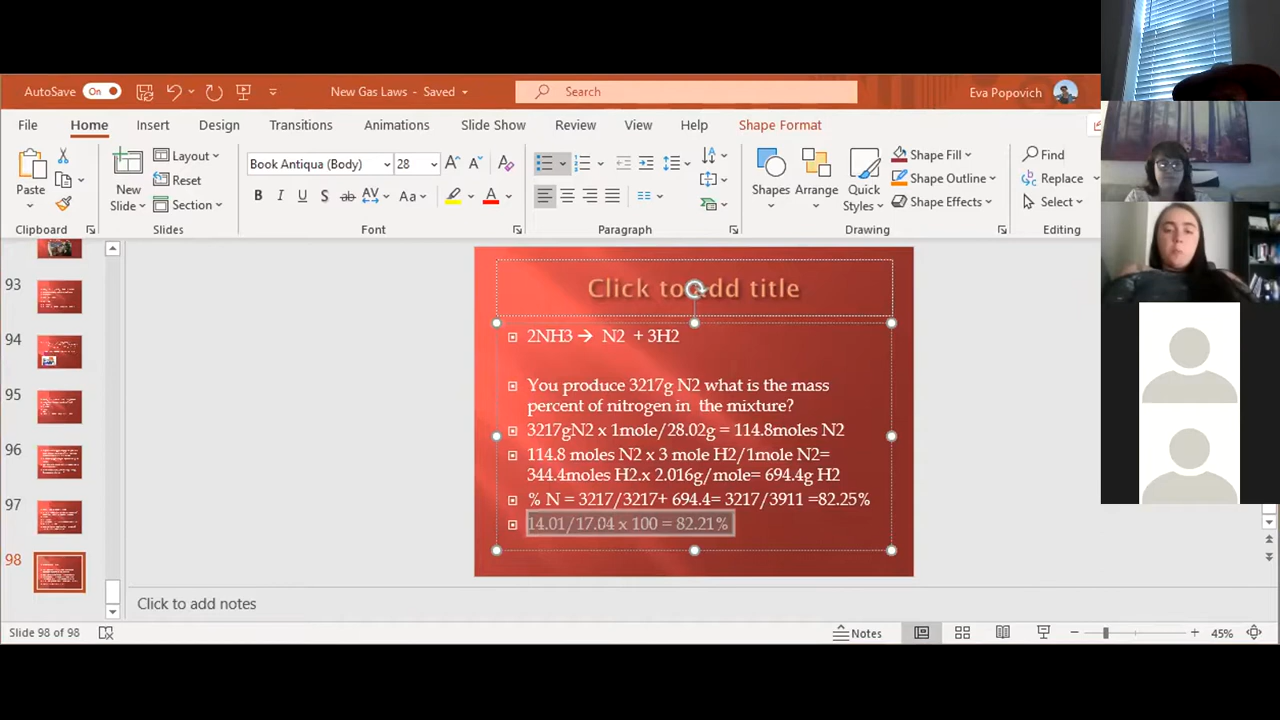 AutoSave On New Gas Laws - Saved Search Eva Popovich
File Home Insert Design Transitions Animations Slide Show Review View Help Shape Format
Paste
Clipboard
New
Slide
Layout
Reset
Section
Slides
Book Antiqua (Body) 28
B I U S ab AV Aa A
Font
Paragraph
Shapes
Arrange
Quick
Styles
Shape Fill
Shape Outline
Shape Effects
Drawing
Find
Replace
Select
Editing
93
94
95
96
97
98
Click to add title
2NH3 → N2 + 3H2
You produce 3217g N2 what is the mass
percent of nitrogen in the mixture?
3217gN2 x 1mole/28.02g = 114.8moles N2
114.8 moles N2 x 3 mole H2/1mole N2=
344.4moles H2.x 2.016g/mole= 694.4g H2
% N = 3217/3217+ 694.4= 3217/3911 =82.25%
14.01/17.04 x 100 = 82.21%
Click to add notes
Slide 98 of 98 Notes 45%